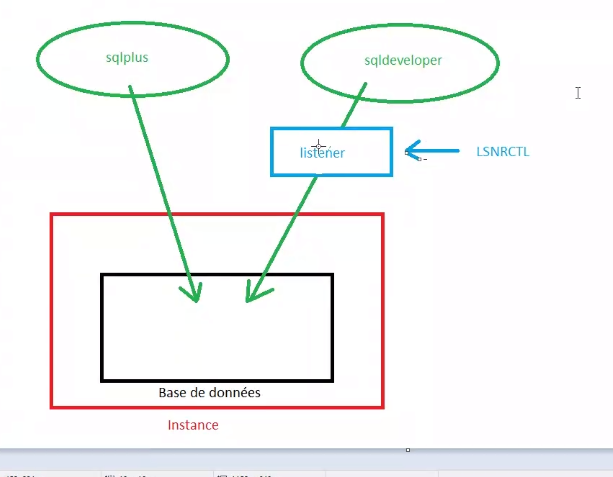 sqlplus
sqldeveloper
listener
LSNRCTL
Base de données
Instance